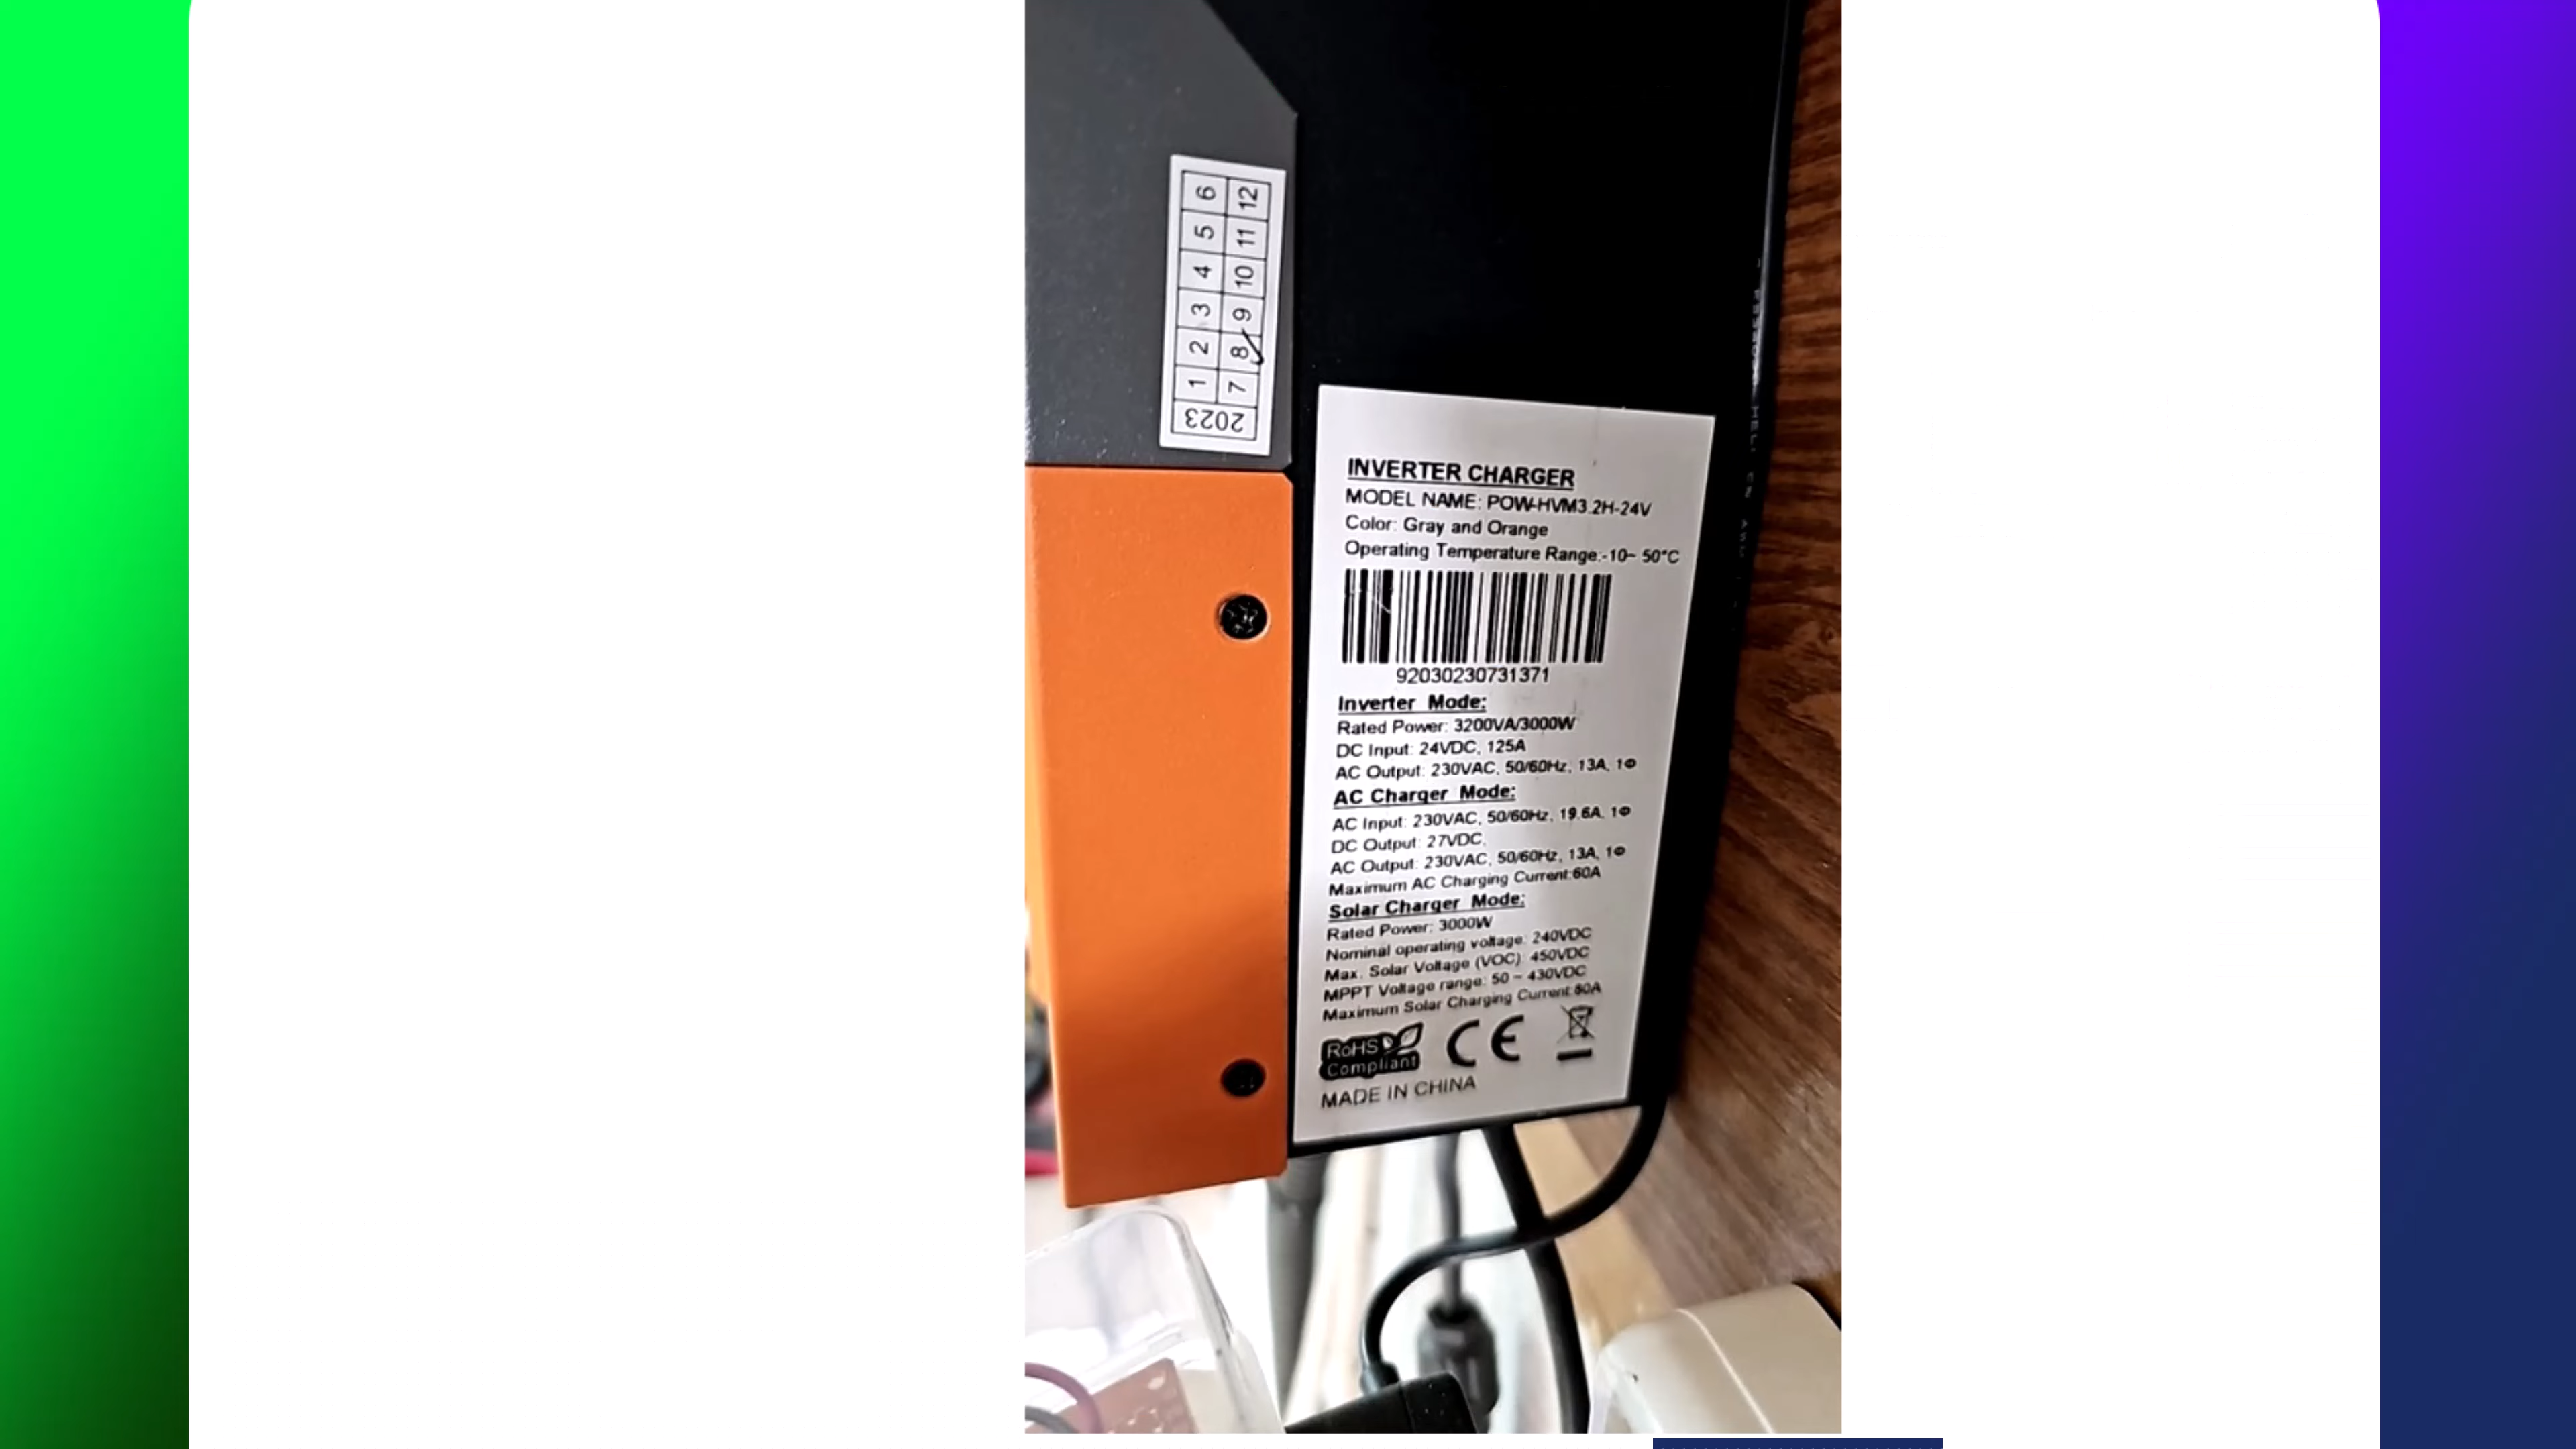 1 2 3 4 5 6
2023
7 8 9 10 11 12
INVERTER CHARGER
MODEL NAME: POW-HVM3.2H-24V
Color: Gray and Orange
Operating Temperature Range:-10~ 50°C
92030230731371
Inverter Mode:
Rated Power: 3200VA/3000W
DC Input: 24VDC, 125A
AC Output: 230VAC, 50/60Hz, 13A, 1Φ
AC Charger Mode:
AC Input: 230VAC, 50/60Hz, 19.6A, 1Φ
DC Output: 27VDC,
AC Output: 230VAC, 50/60Hz, 13A, 1Φ
Maximum AC Charging Current:60A
Solar Charger Mode:
Rated Power: 3000W
Nominal operating voltage: 240VDC
Max. Solar Voltage (VOC): 450VDC
MPPT Voltage range: 50 ~ 430VDC
Maximum Solar Charging Current:80A
RoHS
Compliant
CE
MADE IN CHINA